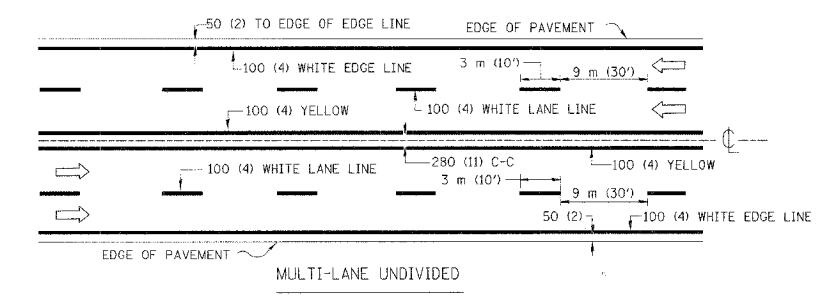 50 (2) TO EDGE OF EDGE LINE
EDGE OF PAVEMENT
100 (4) WHITE EDGE LINE
3 m (10')
9 m (30')
100 (4) YELLOW
100 (4) WHITE LANE LINE
℄
100 (4) WHITE LANE LINE
280 (11) C-C
100 (4) YELLOW
3 m (10')
9 m (30')
50 (2)
100 (4) WHITE EDGE LINE
EDGE OF PAVEMENT
MULTI-LANE UNDIVIDED